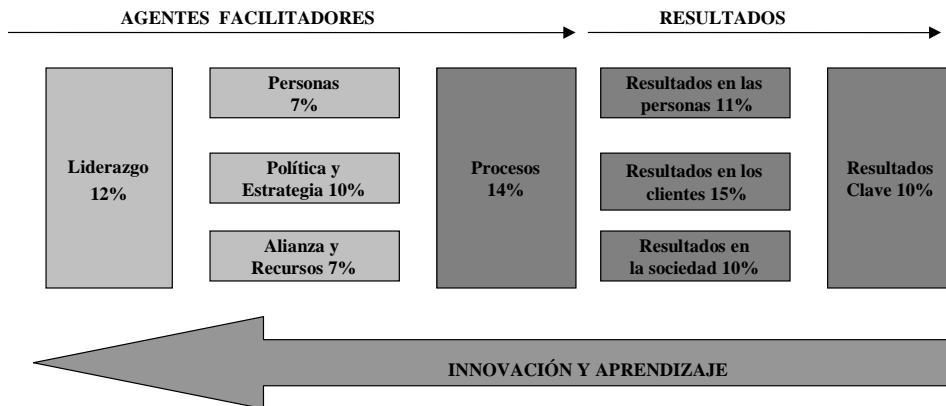 AGENTES FACILITADORES
RESULTADOS
Liderazgo
12%
Personas
7%
Política y
Estrategia 10%
Alianza y
Recursos 7%
Procesos
14%
Resultados en las
personas 11%
Resultados en los
clientes 15%
Resultados en
la sociedad 10%
Resultados
Clave 10%
INNOVACIÓN Y APRENDIZAJE